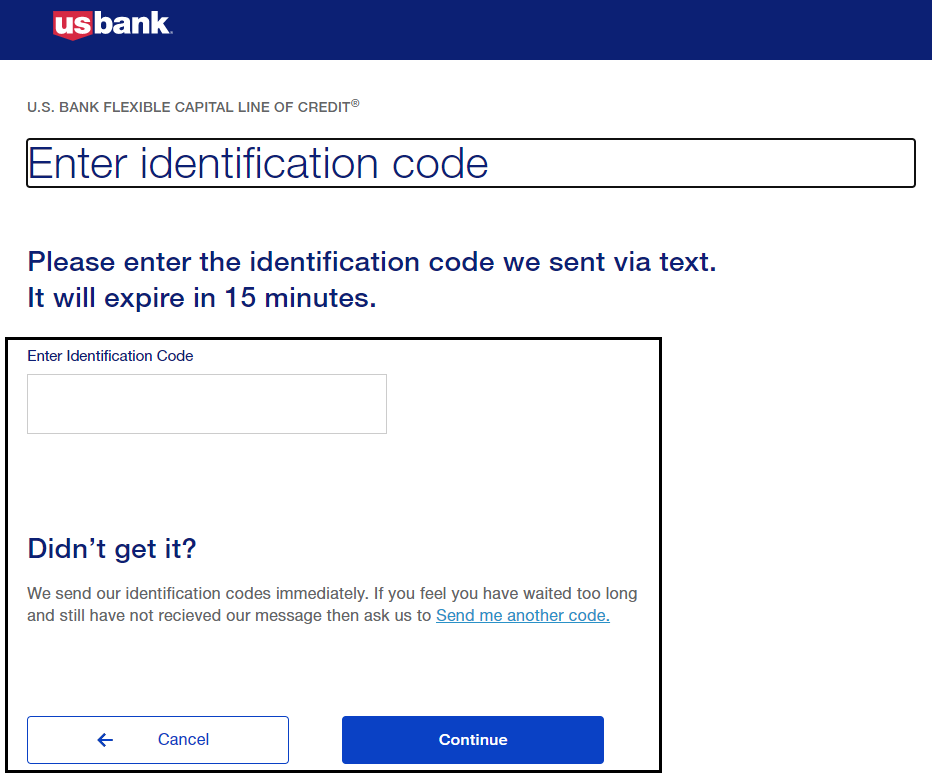 usbank.
U.S. BANK FLEXIBLE CAPITAL LINE OF CREDIT®
Enter identification code
Please enter the identification code we sent via text.
It will expire in 15 minutes.
Enter Identification Code
Didn’t get it?
We send our identification codes immediately. If you feel you have waited too long
and still have not recieved our message then ask us to Send me another code.
Cancel
Continue